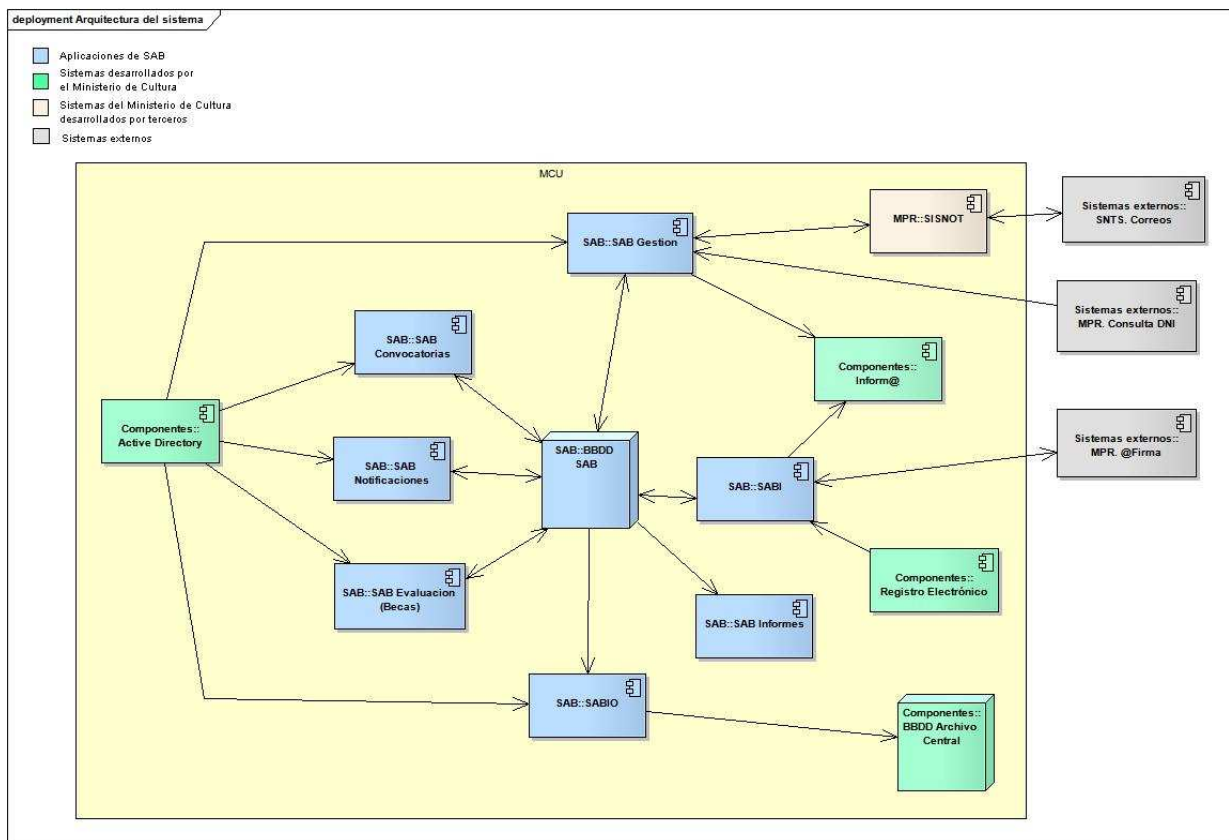 deployment Arquitectura del sistema
Aplicaciones de SAB
Sistemas desarrollados por
el Ministerio de Cultura
Sistemas del Ministerio de Cultura
desarrollados por terceros
Sistemas externos
MCU
MPR::SISNOT
Sistemas externos::
SNTS. Correos
SAB::SAB Gestion
Sistemas externos::
MPR. Consulta DNI
SAB::SAB
Convocatorias
Componentes::
Inform@
Componentes::
Active Directory
Sistemas externos::
MPR. @Firma
SAB::SAB
Notificaciones
SAB::BBDD
SAB
SAB::SABI
SAB::SAB Evaluacion
(Becas)
Componentes::
Registro Electrónico
SAB::SAB Informes
SAB::SABIO
Componentes::
BBDD Archivo
Central